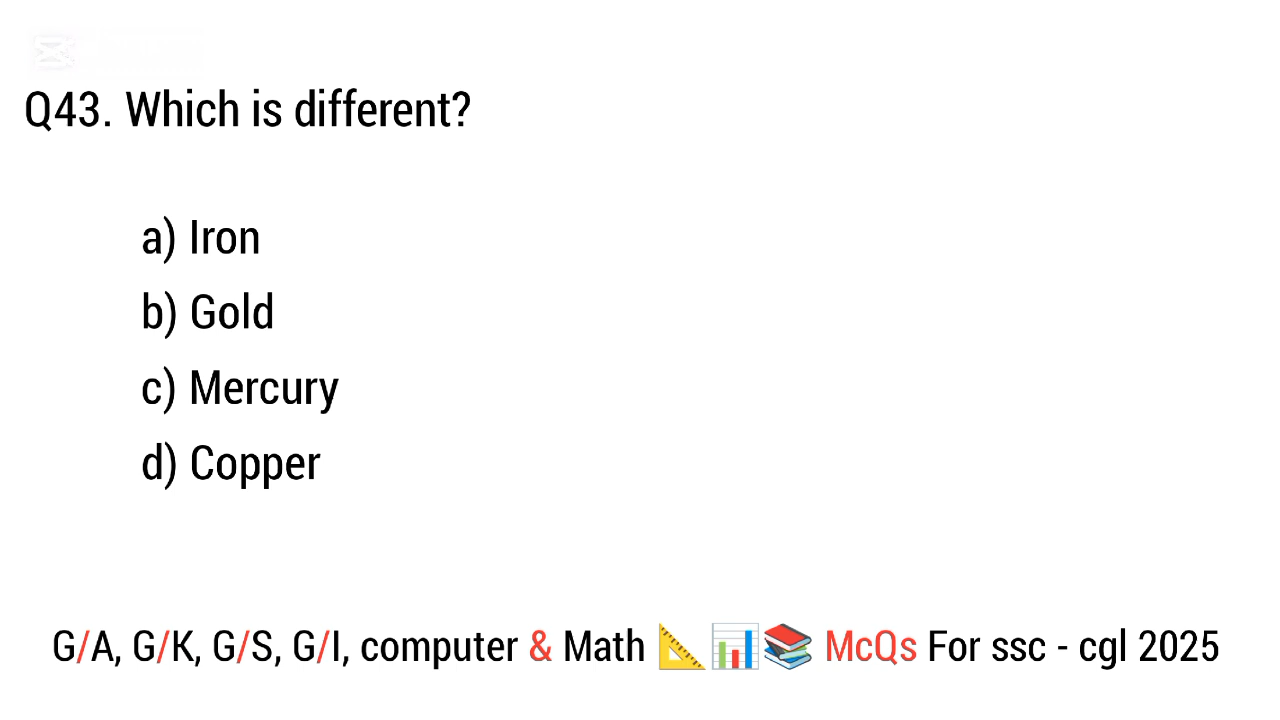 Q43. Which is different?
a) Iron
b) Gold
c) Mercury
d) Copper
G/A, G/K, G/S, G/I, computer & Math 📐📊📚 McQs For ssc - cgl 2025